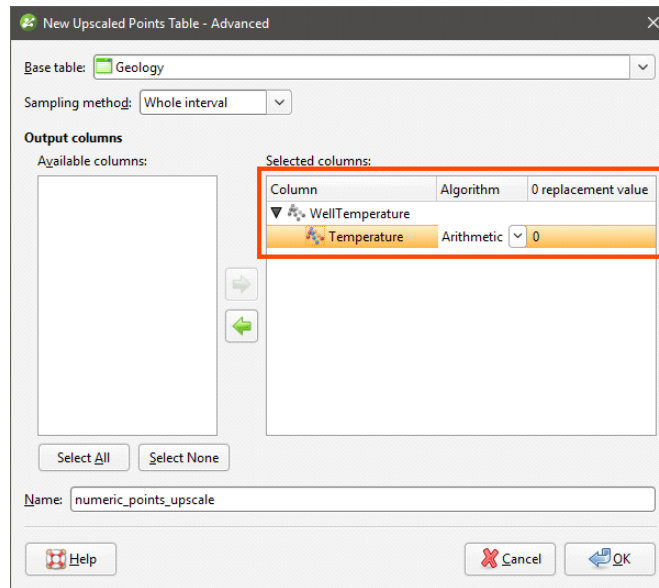 New Upscaled Points Table - Advanced
Base table: Geology
Sampling method: Whole interval
Output columns
Available columns: Selected columns:
Column Algorithm 0 replacement value
WellTemperature
Temperature Arithmetic 0
Select All Select None
Name: numeric_points_upscale
Help Cancel OK